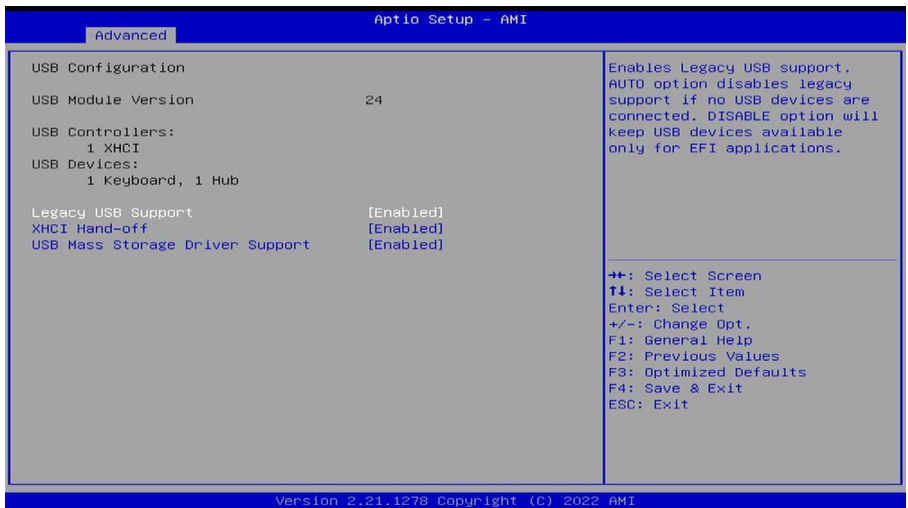 Aptio Setup – AMI
Advanced
USB Configuration
USB Module Version 24
USB Controllers:
1 XHCI
USB Devices:
1 Keyboard, 1 Hub
Legacy USB Support [Enabled]
XHCI Hand-off [Enabled]
USB Mass Storage Driver Support [Enabled]
Enables Legacy USB support.
AUTO option disables legacy
support if no USB devices are
connected. DISABLE option will
keep USB devices available
only for EFI applications.
→←: Select Screen
↑↓: Select Item
Enter: Select
+/-: Change Opt.
F1: General Help
F2: Previous Values
F3: Optimized Defaults
F4: Save & Exit
ESC: Exit
Version 2.21.1278 Copyright (C) 2022 AMI